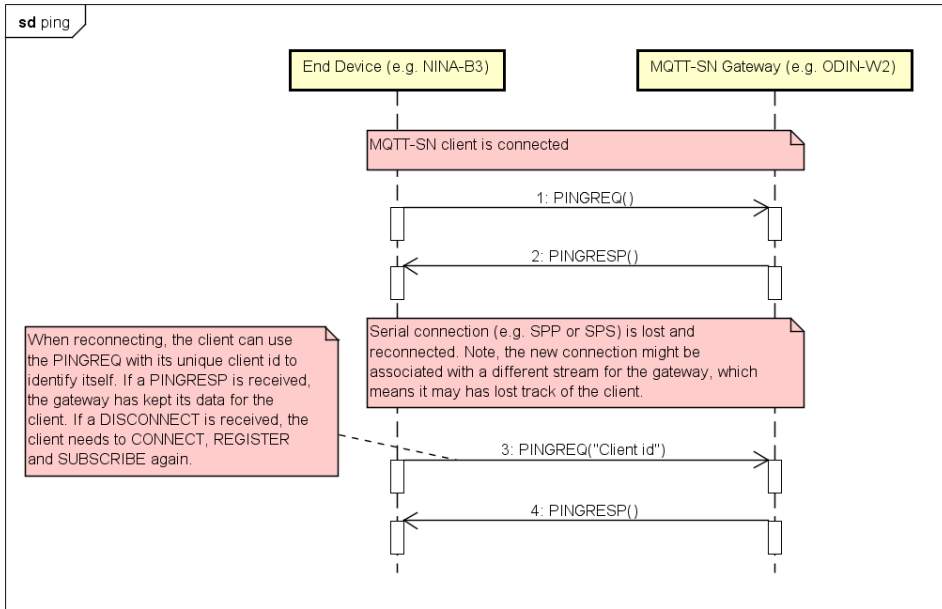 sd ping
End Device (e.g. NINA-B3)
MQTT-SN Gateway (e.g. ODIN-W2)
MQTT-SN client is connected
1: PINGREQ()
2: PINGRESP()
Serial connection (e.g. SPP or SPS) is lost and
reconnected. Note, the new connection might be
associated with a different stream for the gateway, which
means it may has lost track of the client.
When reconnecting, the client can use
the PINGREQ with its unique client id to
identify itself. If a PINGRESP is received,
the gateway has kept its data for the
client. If a DISCONNECT is received, the
client needs to CONNECT, REGISTER
and SUBSCRIBE again.
3: PINGREQ("Client id")
4: PINGRESP()